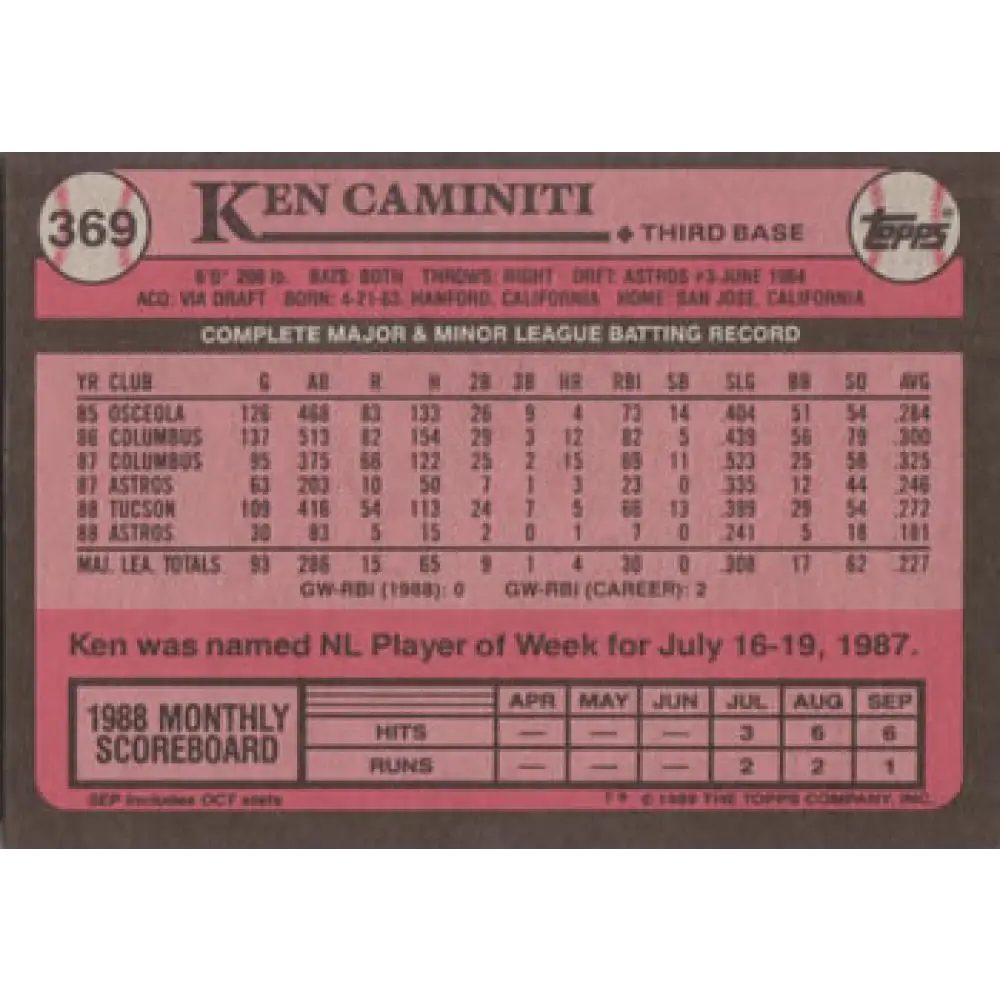 369
KEN CAMINITI
THIRD BASE
TOPPS®
6'0" 200 lb. BATS: BOTH THROWS: RIGHT DRFT: ASTROS #3-JUNE 1984
ACQ: VIA DRAFT BORN: 4-21-63, HANFORD, CALIFORNIA HOME: SAN JOSE, CALIFORNIA
COMPLETE MAJOR & MINOR LEAGUE BATTING RECORD
YR CLUB G AB R H 2B 3B HR RBI SB SLG BB SO AVG
85 OSCEOLA 126 468 83 133 26 9 4 73 14 .404 51 54 .284
86 COLUMBUS 137 513 82 154 29 3 12 82 5 .439 56 79 .300
87 COLUMBUS 95 375 66 122 25 2 15 69 11 .523 25 58 .325
87 ASTROS 63 203 10 50 7 1 3 23 0 .335 12 44 .246
88 TUCSON 109 416 54 113 24 7 5 66 13 .399 29 54 .272
88 ASTROS 30 83 5 15 2 0 1 7 0 .241 5 18 .181
MAJ. LEA. TOTALS 93 286 15 65 9 1 4 30 0 .308 17 62 .227
GW-RBI (1988): 0 GW-RBI (CAREER): 2
Ken was named NL Player of Week for July 16-19, 1987.
1988 MONTHLY SCOREBOARD
APR MAY JUN JUL AUG SEP
HITS — — — 3 6 6
RUNS — — — 2 2 1
SEP includes OCT stats
T* © 1989 THE TOPPS COMPANY, INC.